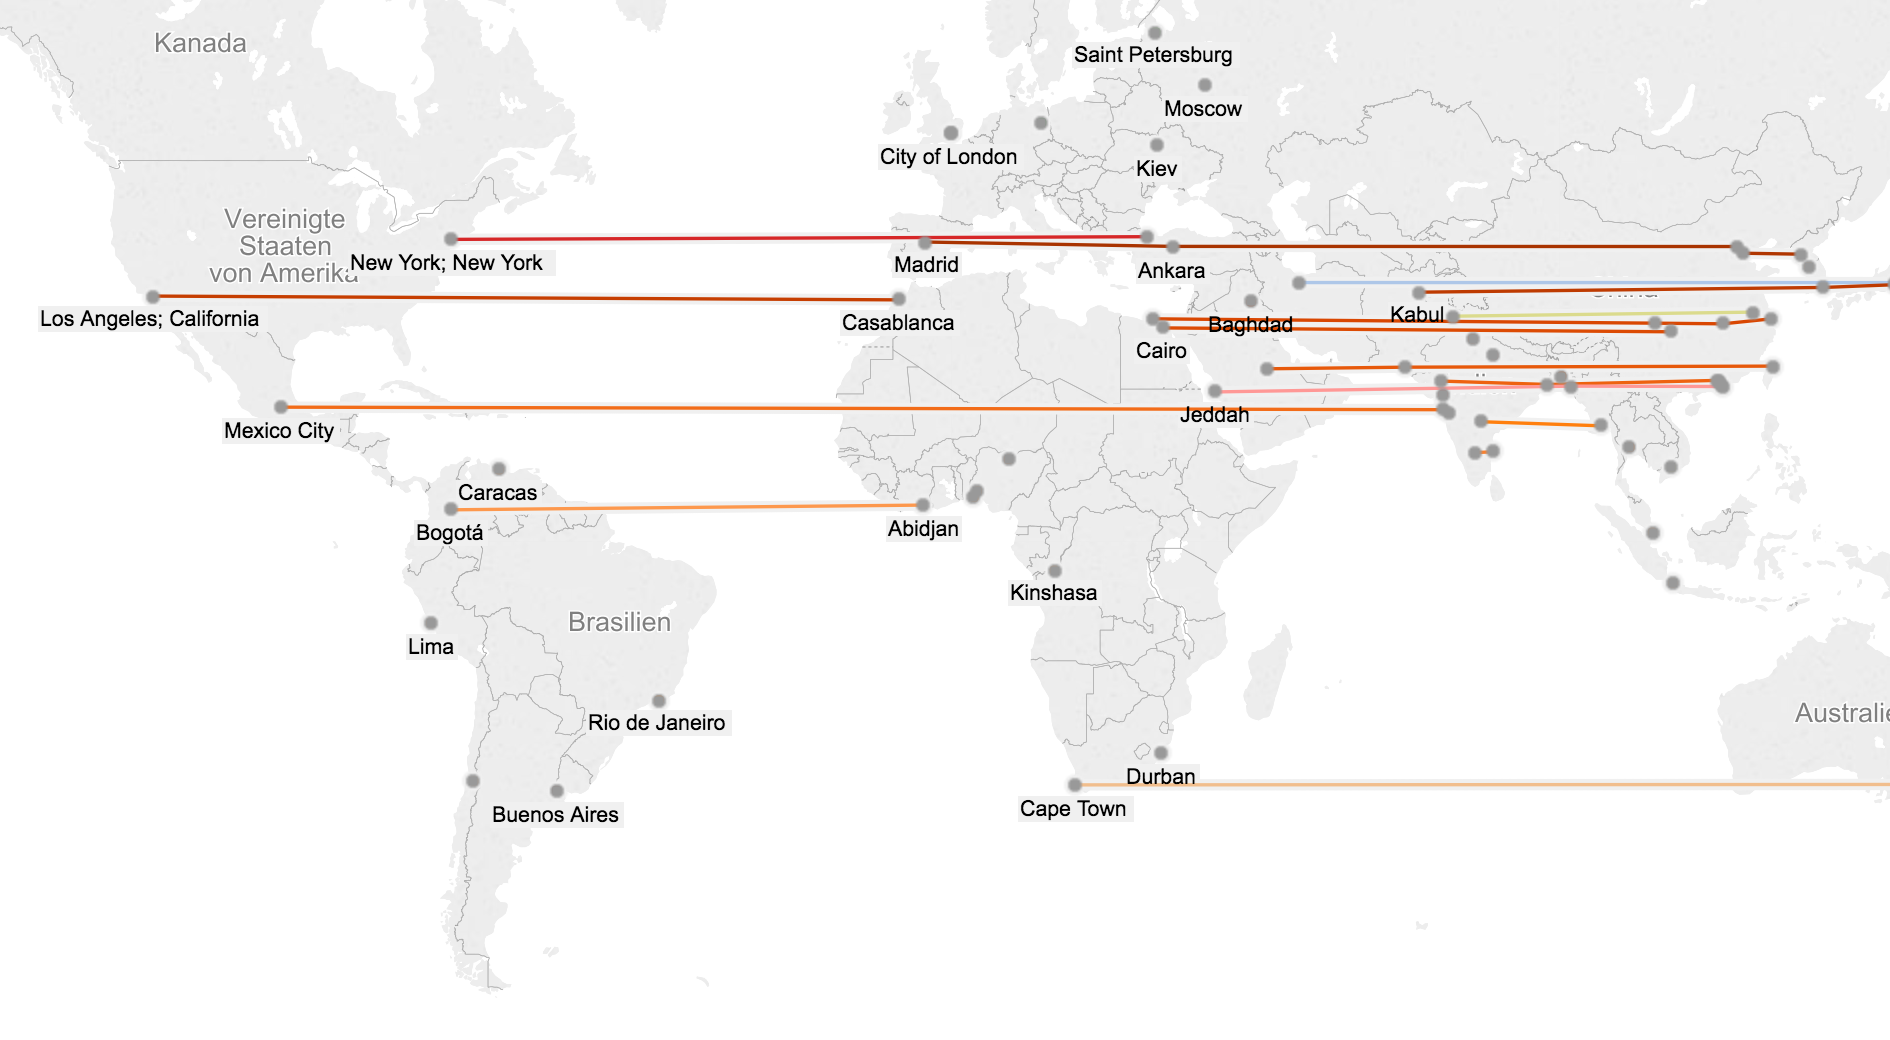 Kanada
Saint Petersburg
Moscow
City of London
Kiev
Vereinigte
Staaten
von Amerika
New York; New York
Madrid
Ankara
Los Angeles; California
Casablanca
Baghdad
Kabul
China
Cairo
Mexico City
Jeddah
Caracas
Bogotá
Abidjan
Kinshasa
Brasilien
Lima
Rio de Janeiro
Australie
Durban
Cape Town
Buenos Aires